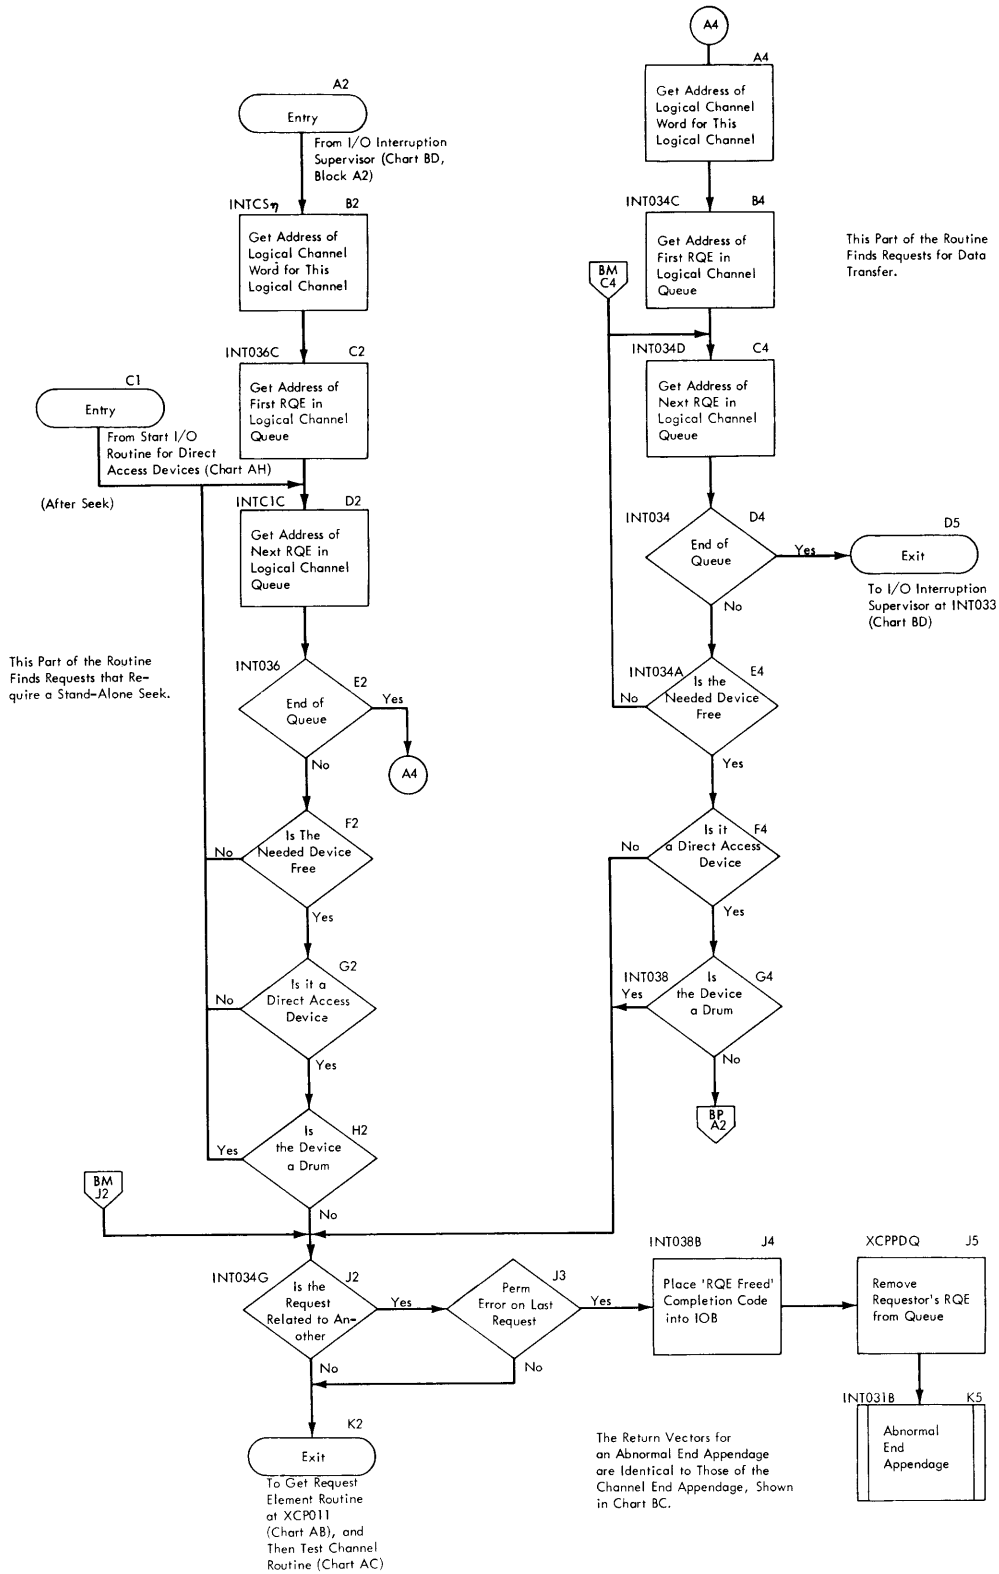 A4
A4
Get Address of
Logical Channel
Word for This
Logical Channel
A2
Entry
From I/O Interruption
Supervisor (Chart BD,
Block A2)
INTCSη
B2
Get Address of
Logical Channel
Word for This
Logical Channel
INT034C
B4
Get Address of
First RQE in
Logical Channel
Queue
This Part of the Routine
Finds Requests for Data
Transfer.
BM
C4
INT036C
C2
Get Address of
First RQE in
Logical Channel
Queue
INT034D
C4
Get Address of
Next RQE in
Logical Channel
Queue
C1
Entry
From Start I/O
Routine for Direct
Access Devices (Chart AH)
(After Seek)
INTC1C
D2
Get Address of
Next RQE in
Logical Channel
Queue
INT034
D4
End of
Queue
Yes
No
D5
Exit
To I/O Interruption
Supervisor at INT033
(Chart BD)
This Part of the Routine
Finds Requests that Re-
quire a Stand-Alone Seek.
INT036
E2
End of
Queue
Yes
No
A4
INT034A
E4
Is the
Needed Device
Free
No
Yes
F2
Is The
Needed Device
Free
No
Yes
F4
Is it
a Direct Access
Device
No
Yes
G2
Is it a
Direct Access
Device
No
Yes
INT038
G4
Is
the Device
a Drum
Yes
No
BP
A2
H2
Is
the Device
a Drum
Yes
No
BM
J2
INT034G
J2
Is the
Request
Related to An-
other
Yes
No
J3
Perm
Error on Last
Request
Yes
No
INT038B
J4
Place 'RQE Freed'
Completion Code
into IOB
XCPPDQ
J5
Remove
Requestor's RQE
from Queue
K2
Exit
To Get Request
Element Routine
at XCP011
(Chart AB), and
Then Test Channel
Routine (Chart AC)
The Return Vectors for
an Abnormal End Appendage
are Identical to Those of the
Channel End Appendage, Shown
in Chart BC.
INT031B
K5
Abnormal
End
Appendage